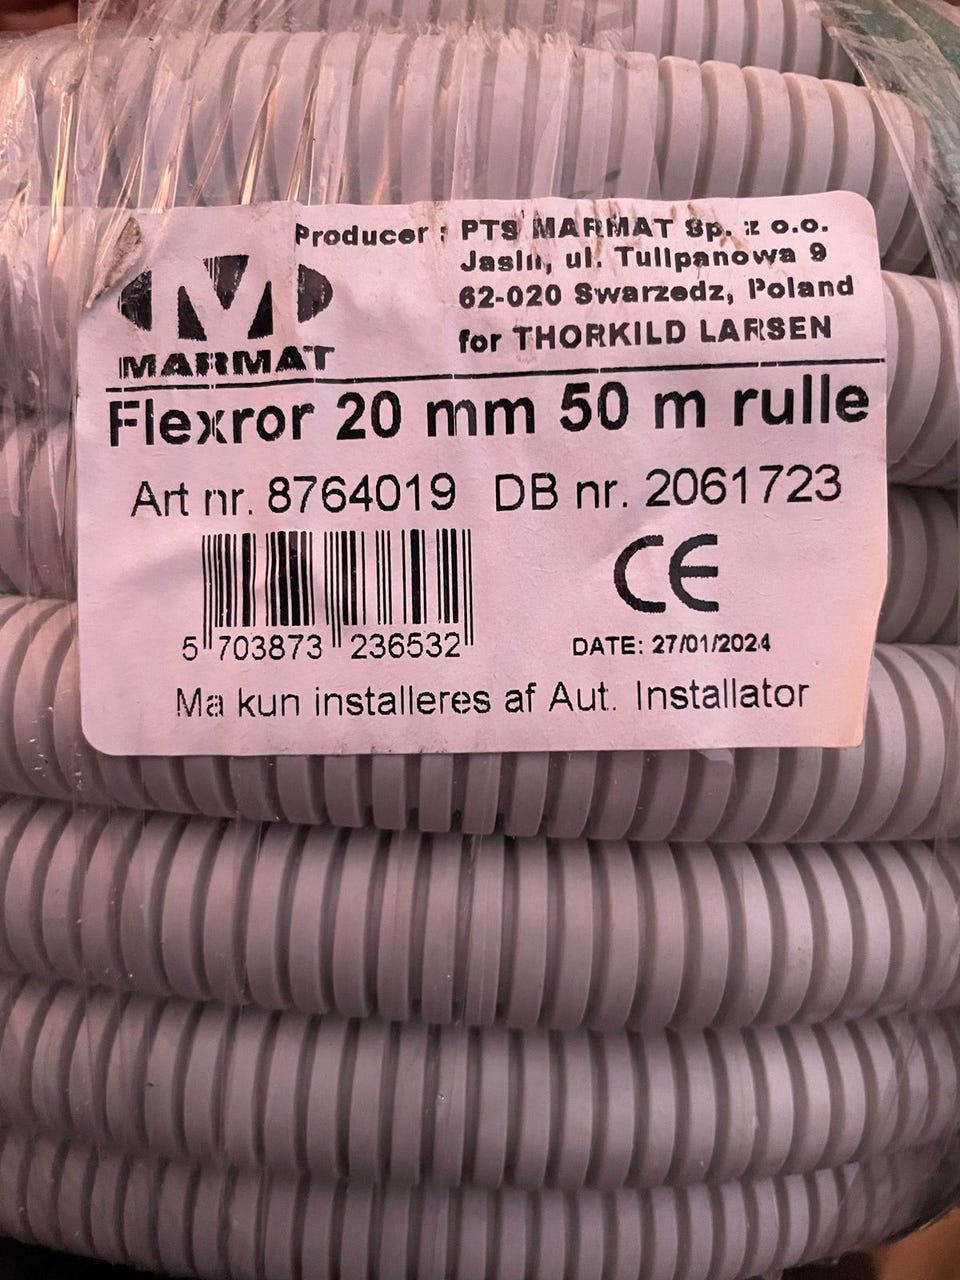 Producer : PTS MARMAT Sp. z o.o.
Jasin, ul. Tulipanowa 9
62-020 Swarzedz, Poland
for THORKILD LARSEN
MARMAT
Flexror 20 mm 50 m rulle
Art nr. 8764019 DB nr. 2061723
CE
5 703873 236532
DATE: 27/01/2024
Ma kun installeres af Aut. Installator